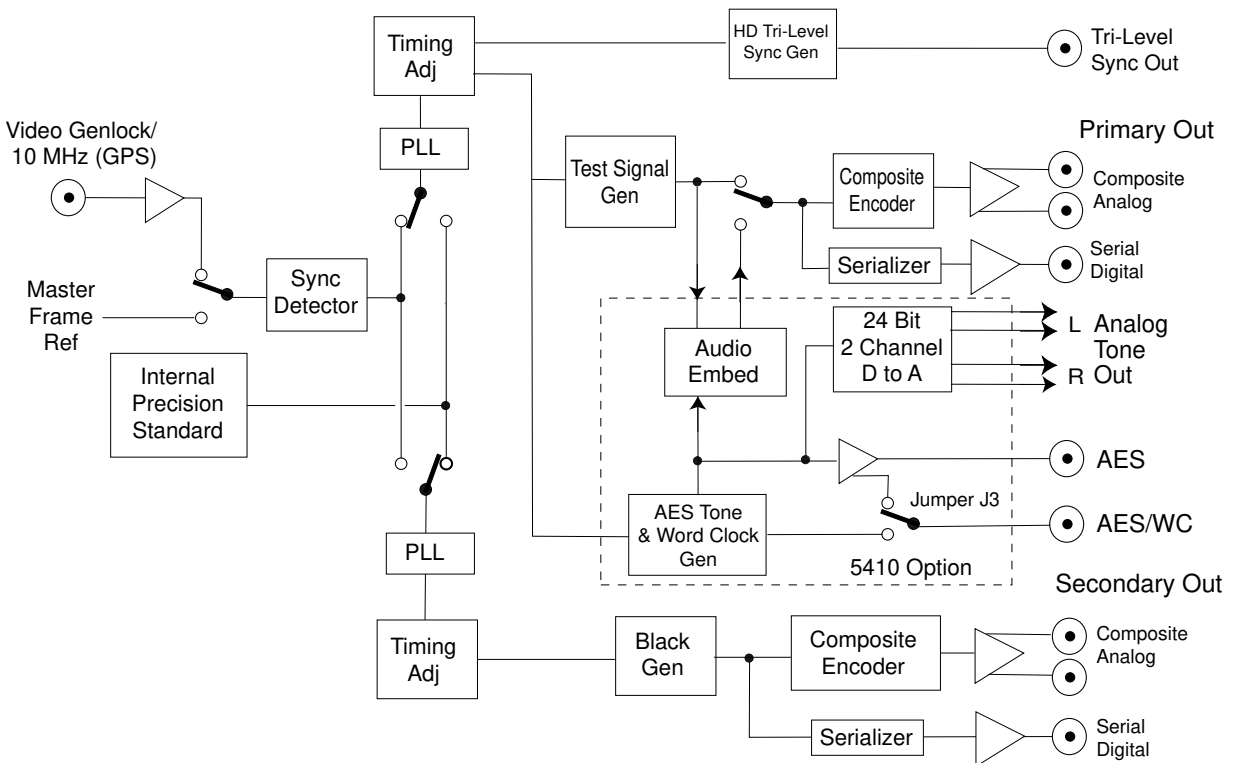 Timing
Adj
HD Tri-Level
Sync Gen
Tri-Level
Sync Out
Video Genlock/
10 MHz (GPS)
PLL
Primary Out
Test Signal
Gen
Composite
Encoder
Composite
Analog
Serializer
Serial
Digital
Master
Frame
Ref
Sync
Detector
Internal
Precision
Standard
Audio
Embed
24 Bit
2 Channel
D to A
L
R
Analog
Tone
Out
AES
AES Tone
& Word Clock
Gen
Jumper J3
AES/WC
5410 Option
PLL
Secondary Out
Timing
Adj
Black
Gen
Composite
Encoder
Composite
Analog
Serializer
Serial
Digital